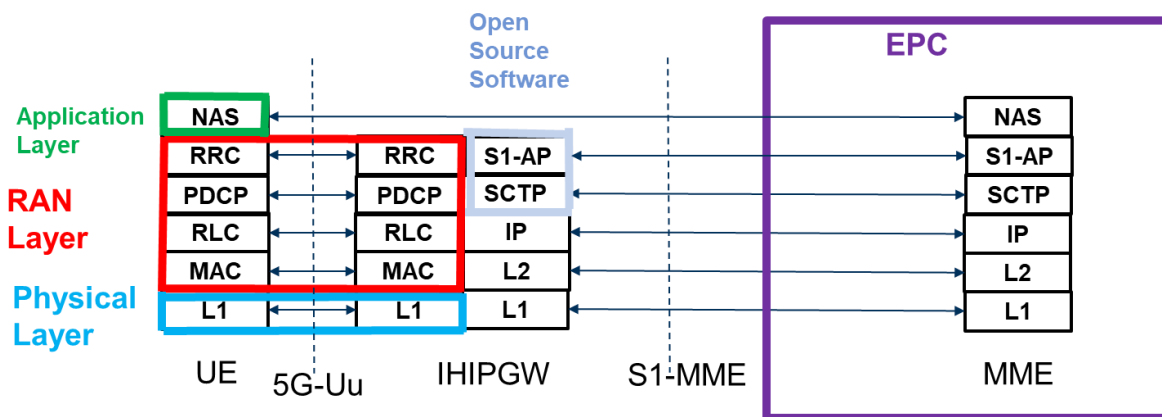 Open
Source
Software
EPC
Application
Layer
NAS
NAS
RRC
RRC
S1-AP
S1-AP
RAN
Layer
PDCP
PDCP
SCTP
SCTP
RLC
RLC
IP
IP
MAC
MAC
L2
L2
Physical
Layer
L1
L1
L1
L1
UE
5G-Uu
IHIPGW
S1-MME
MME